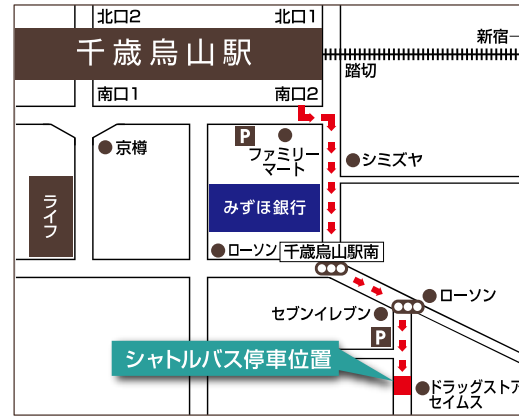 北口2
北口1
新宿
千歳烏山駅
踏切
南口1
南口2
P
京樽
ファミリー
マート
シミズヤ
ライフ
みずほ銀行
ローソン
千歳烏山駅南
ローソン
セブンイレブン
P
シャトルバス停車位置
ドラッグストア
セイムス